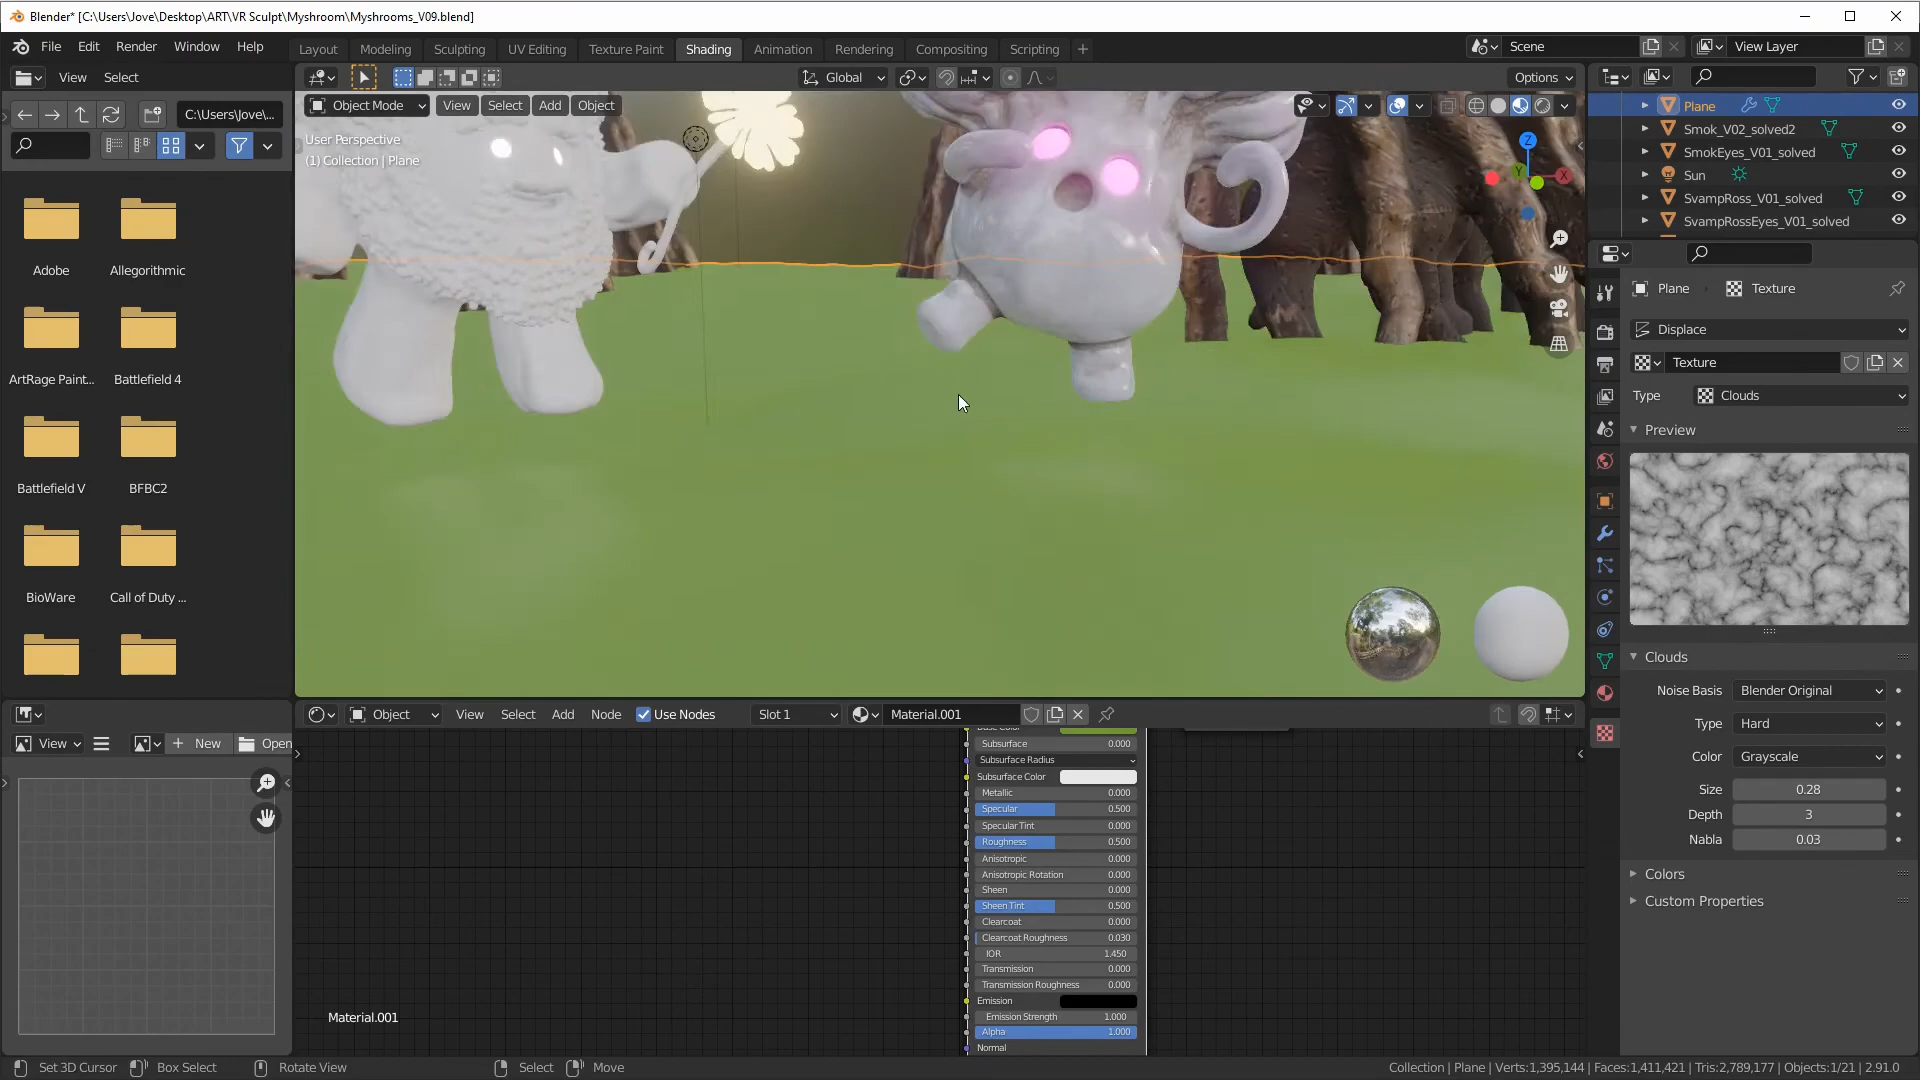 Blender* [C:\Users\Jove\Desktop\ART\VR Sculpt\Myshroom\Myshrooms_V09.blend]
File Edit Render Window Help Layout Modeling Sculpting UV Editing Texture Paint Shading Animation Rendering Compositing Scripting + Scene View Layer
View Select Global Options
C:\Users\Jove\... Object Mode View Select Add Object
User Perspective
(1) Collection | Plane
Adobe Allegorithmic
ArtRage Paint... Battlefield 4
Battlefield V BFBC2
BioWare Call of Duty ...
Plane
Smok_V02_solved2
SmokEyes_V01_solved
Sun
SvampRoss_V01_solved
SvampRossEyes_V01_solved
Plane Texture
Displace
Texture
Type Clouds
Preview
Clouds
Noise Basis Blender Original
Type Hard
Color Grayscale
Size 0.28
Depth 3
Nabla 0.03
Colors
Custom Properties
Object View Select Add Node Use Nodes Slot 1 Material.001
View New Open
Base Color
Subsurface 0.000
Subsurface Radius
Subsurface Color
Metallic 0.000
Specular 0.500
Specular Tint 0.000
Roughness 0.500
Anisotropic 0.000
Anisotropic Rotation 0.000
Sheen 0.000
Sheen Tint 0.500
Clearcoat 0.000
Clearcoat Roughness 0.030
IOR 1.450
Transmission 0.000
Transmission Roughness 0.000
Emission
Emission Strength 1.000
Alpha 1.000
Normal
Material.001
Set 3D Cursor Box Select Rotate View Select Move Collection | Plane | Verts:1,395,144 | Faces:1,411,421 | Tris:2,789,177 | Objects:1/21 | 2.91.0
X
Y
Z